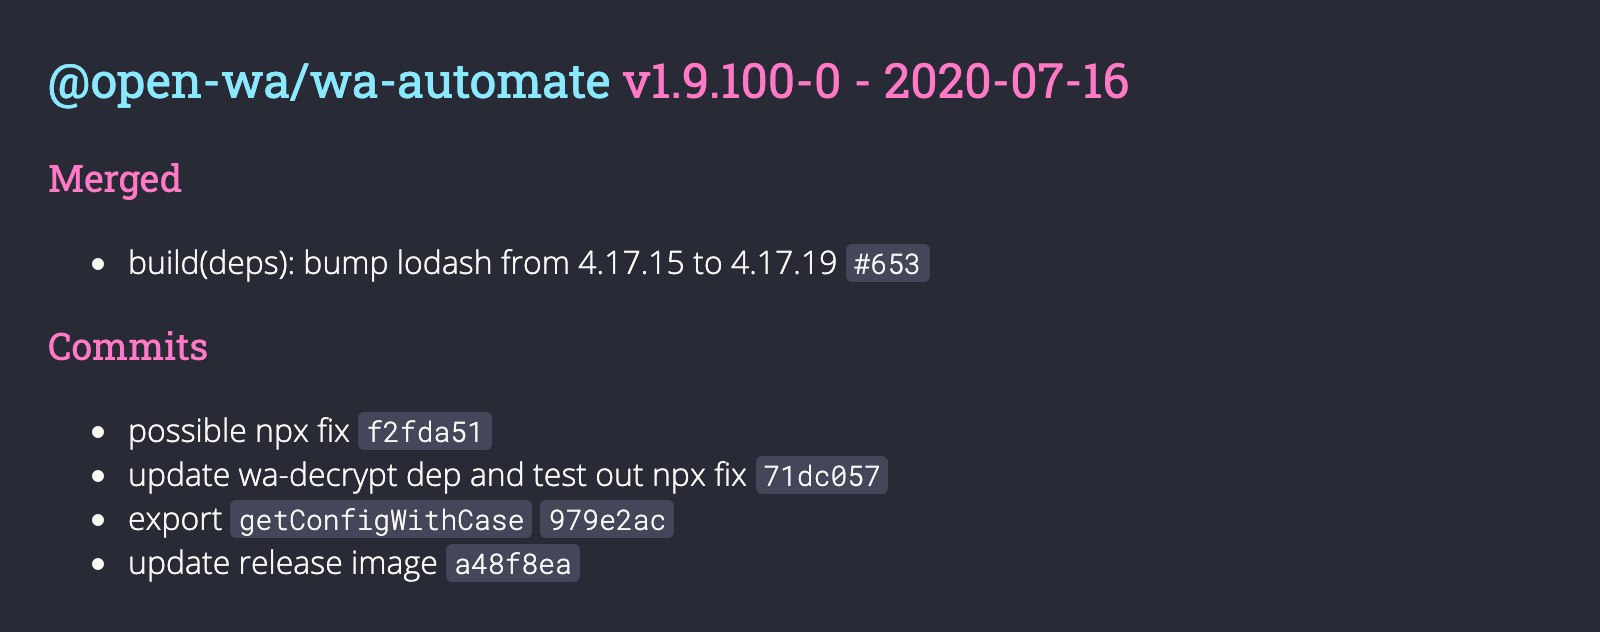 @open-wa/wa-automate v1.9.100-0 - 2020-07-16
Merged
build(deps): bump lodash from 4.17.15 to 4.17.19 #653
Commits
possible npx fix f2fda51
update wa-decrypt dep and test out npx fix 71dc057
export getConfigWithCase 979e2ac
update release image a48f8ea